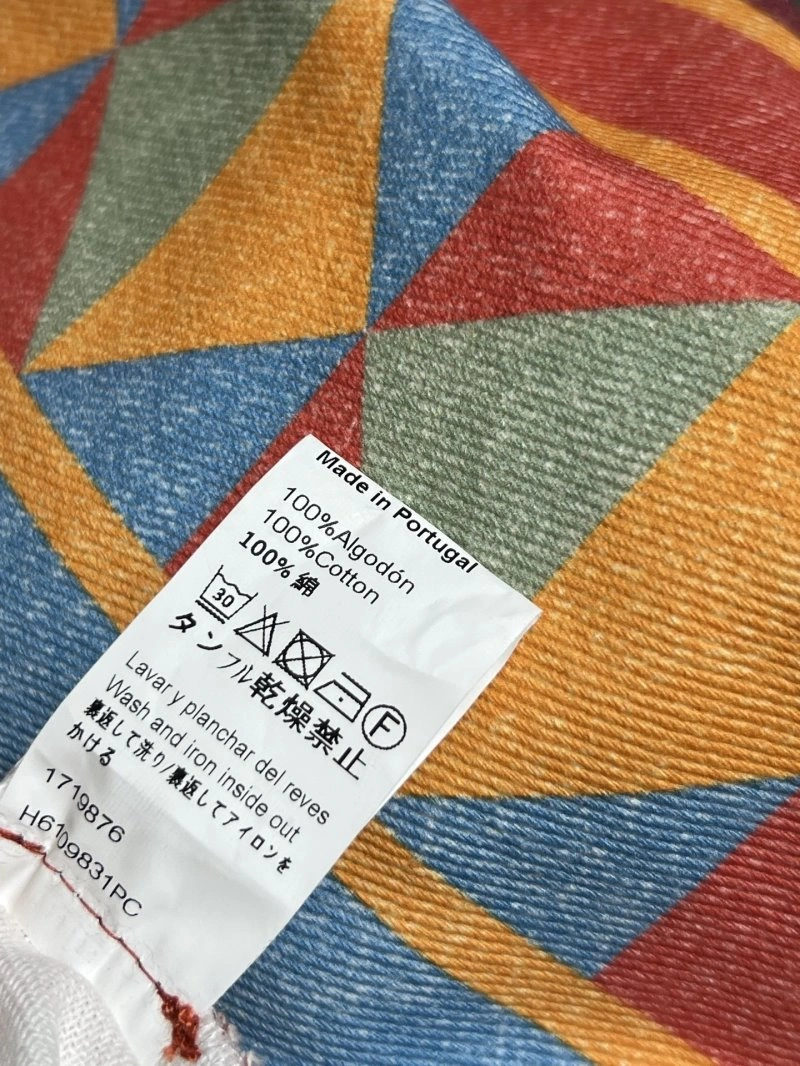 Made in Portugal
100%Algodón
100%Cotton
100% 綿
30
F
タンフル乾燥禁止
Lavar y planchar del reves
Wash and iron inside out
裏返して洗り/裏返してアイロンを
かける
1719876
H6109831PC